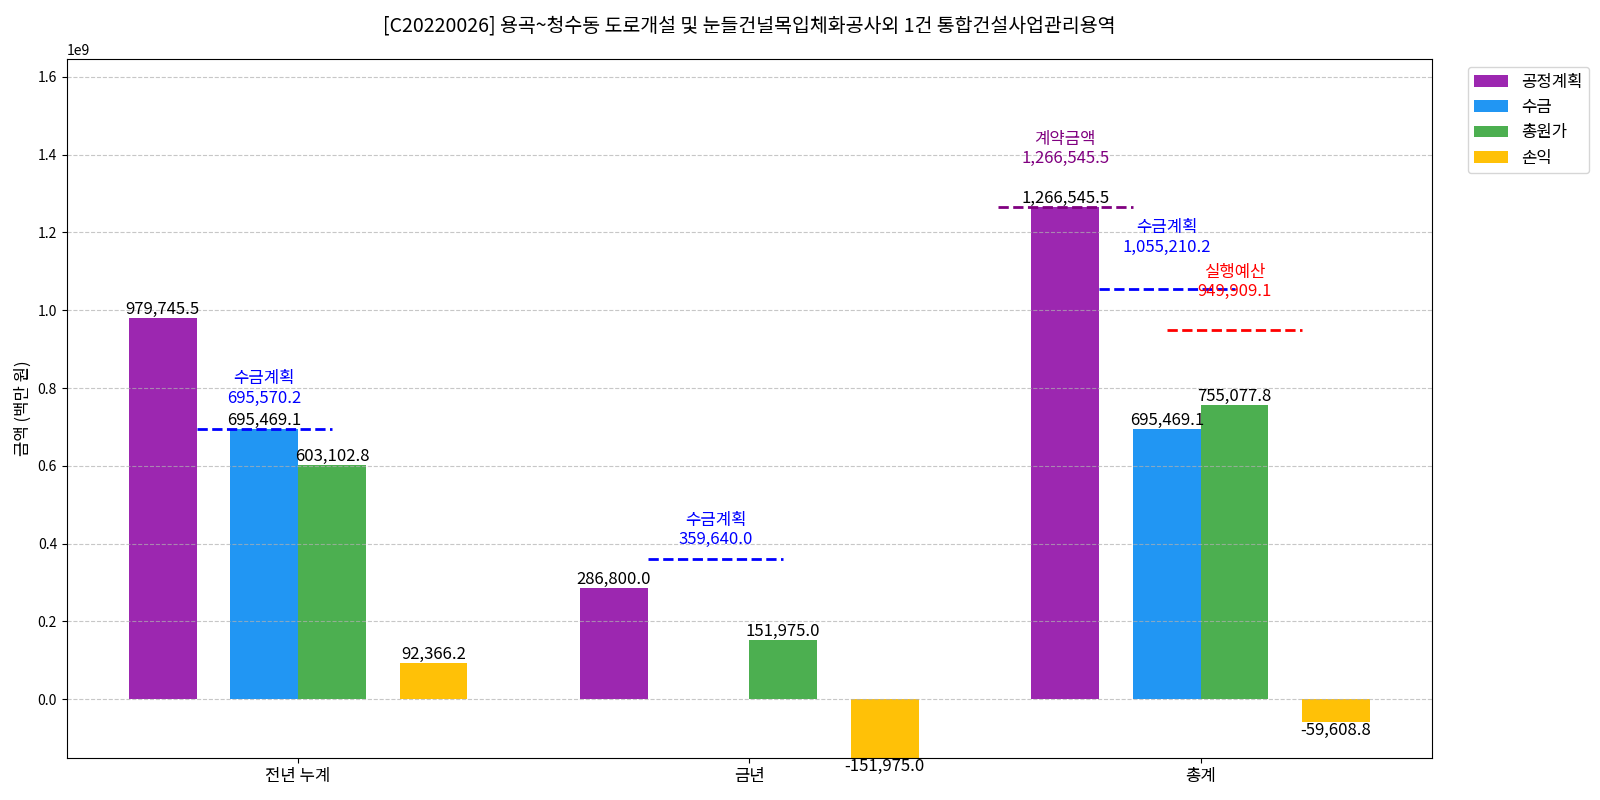 [C20220026] 용곡~청수동 도로개설 및 눈들건널목입체화공사외 1건 통합건설사업관리용역
1e9
공정계획
수금
총원가
손익
금액 (백만 원)
1.6
1.4
1.2
1.0
0.8
0.6
0.4
0.2
0.0
979,745.5
수금계획
695,570.2
695,469.1
603,102.8
92,366.2
수금계획
359,640.0
286,800.0
151,975.0
-151,975.0
계약금액
1,266,545.5
1,266,545.5
수금계획
1,055,210.2
실행예산
949,909.1
695,469.1
755,077.8
-59,608.8
전년 누계
금년
총계